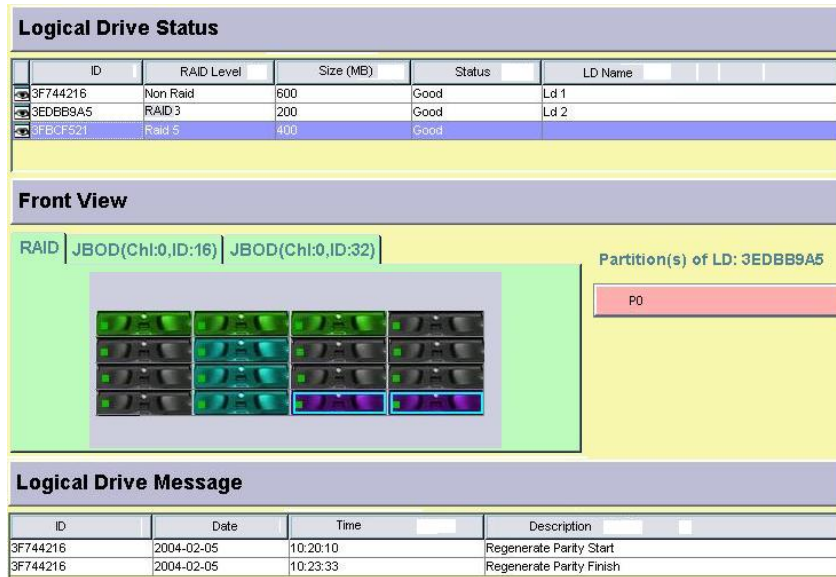 Logical Drive Status
ID RAID Level Size (MB) Status LD Name
3F744216 Non Raid 600 Good Ld 1
3EDBB9A5 RAID 3 200 Good Ld 2
3FBCF521 Raid 5 400 Good
Front View
RAID JBOD(Chl:0,ID:16) JBOD(Chl:0,ID:32)
Partition(s) of LD: 3EDBB9A5
P0
Logical Drive Message
ID Date Time Description
3F744216 2004-02-05 10:20:10 Regenerate Parity Start
3F744216 2004-02-05 10:23:33 Regenerate Parity Finish